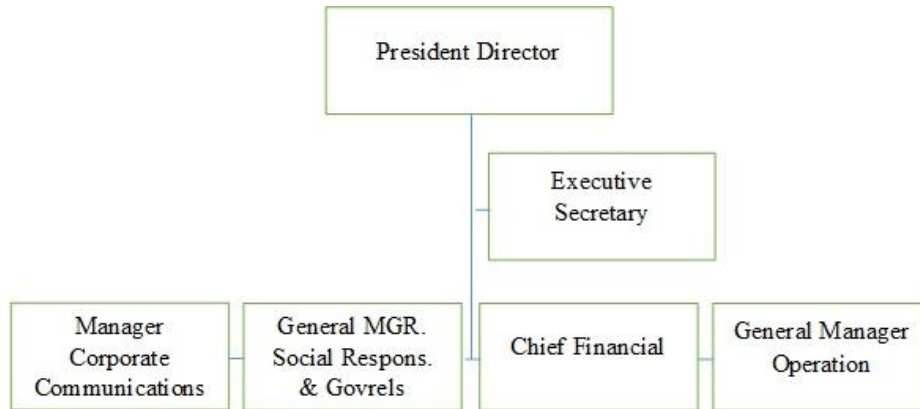 President Director
Executive
Secretary
Manager
Corporate
Communications
General MGR.
Social Respons.
& Govrels
Chief Financial
General Manager
Operation